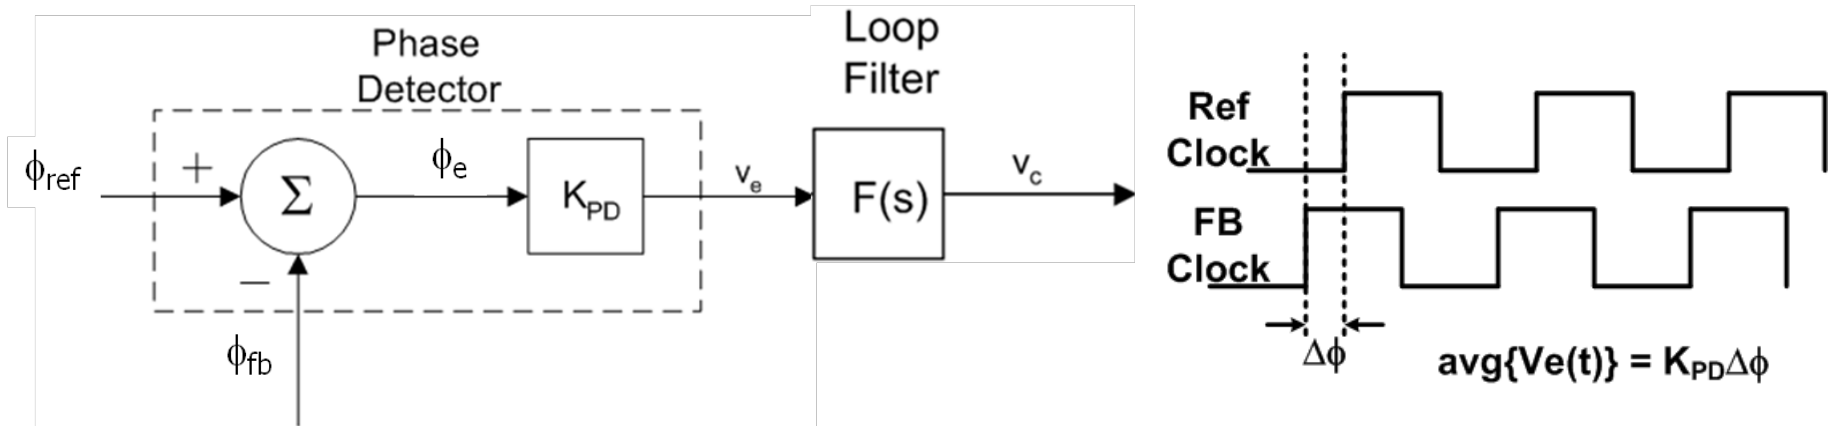 Phase
Detector
Loop
Filter
ϕref
+
Σ
−
ϕe
KPD
ve
F(s)
vc
ϕfb
Ref
Clock
FB
Clock
Δϕ
avg{Ve(t)} = KPDΔϕ